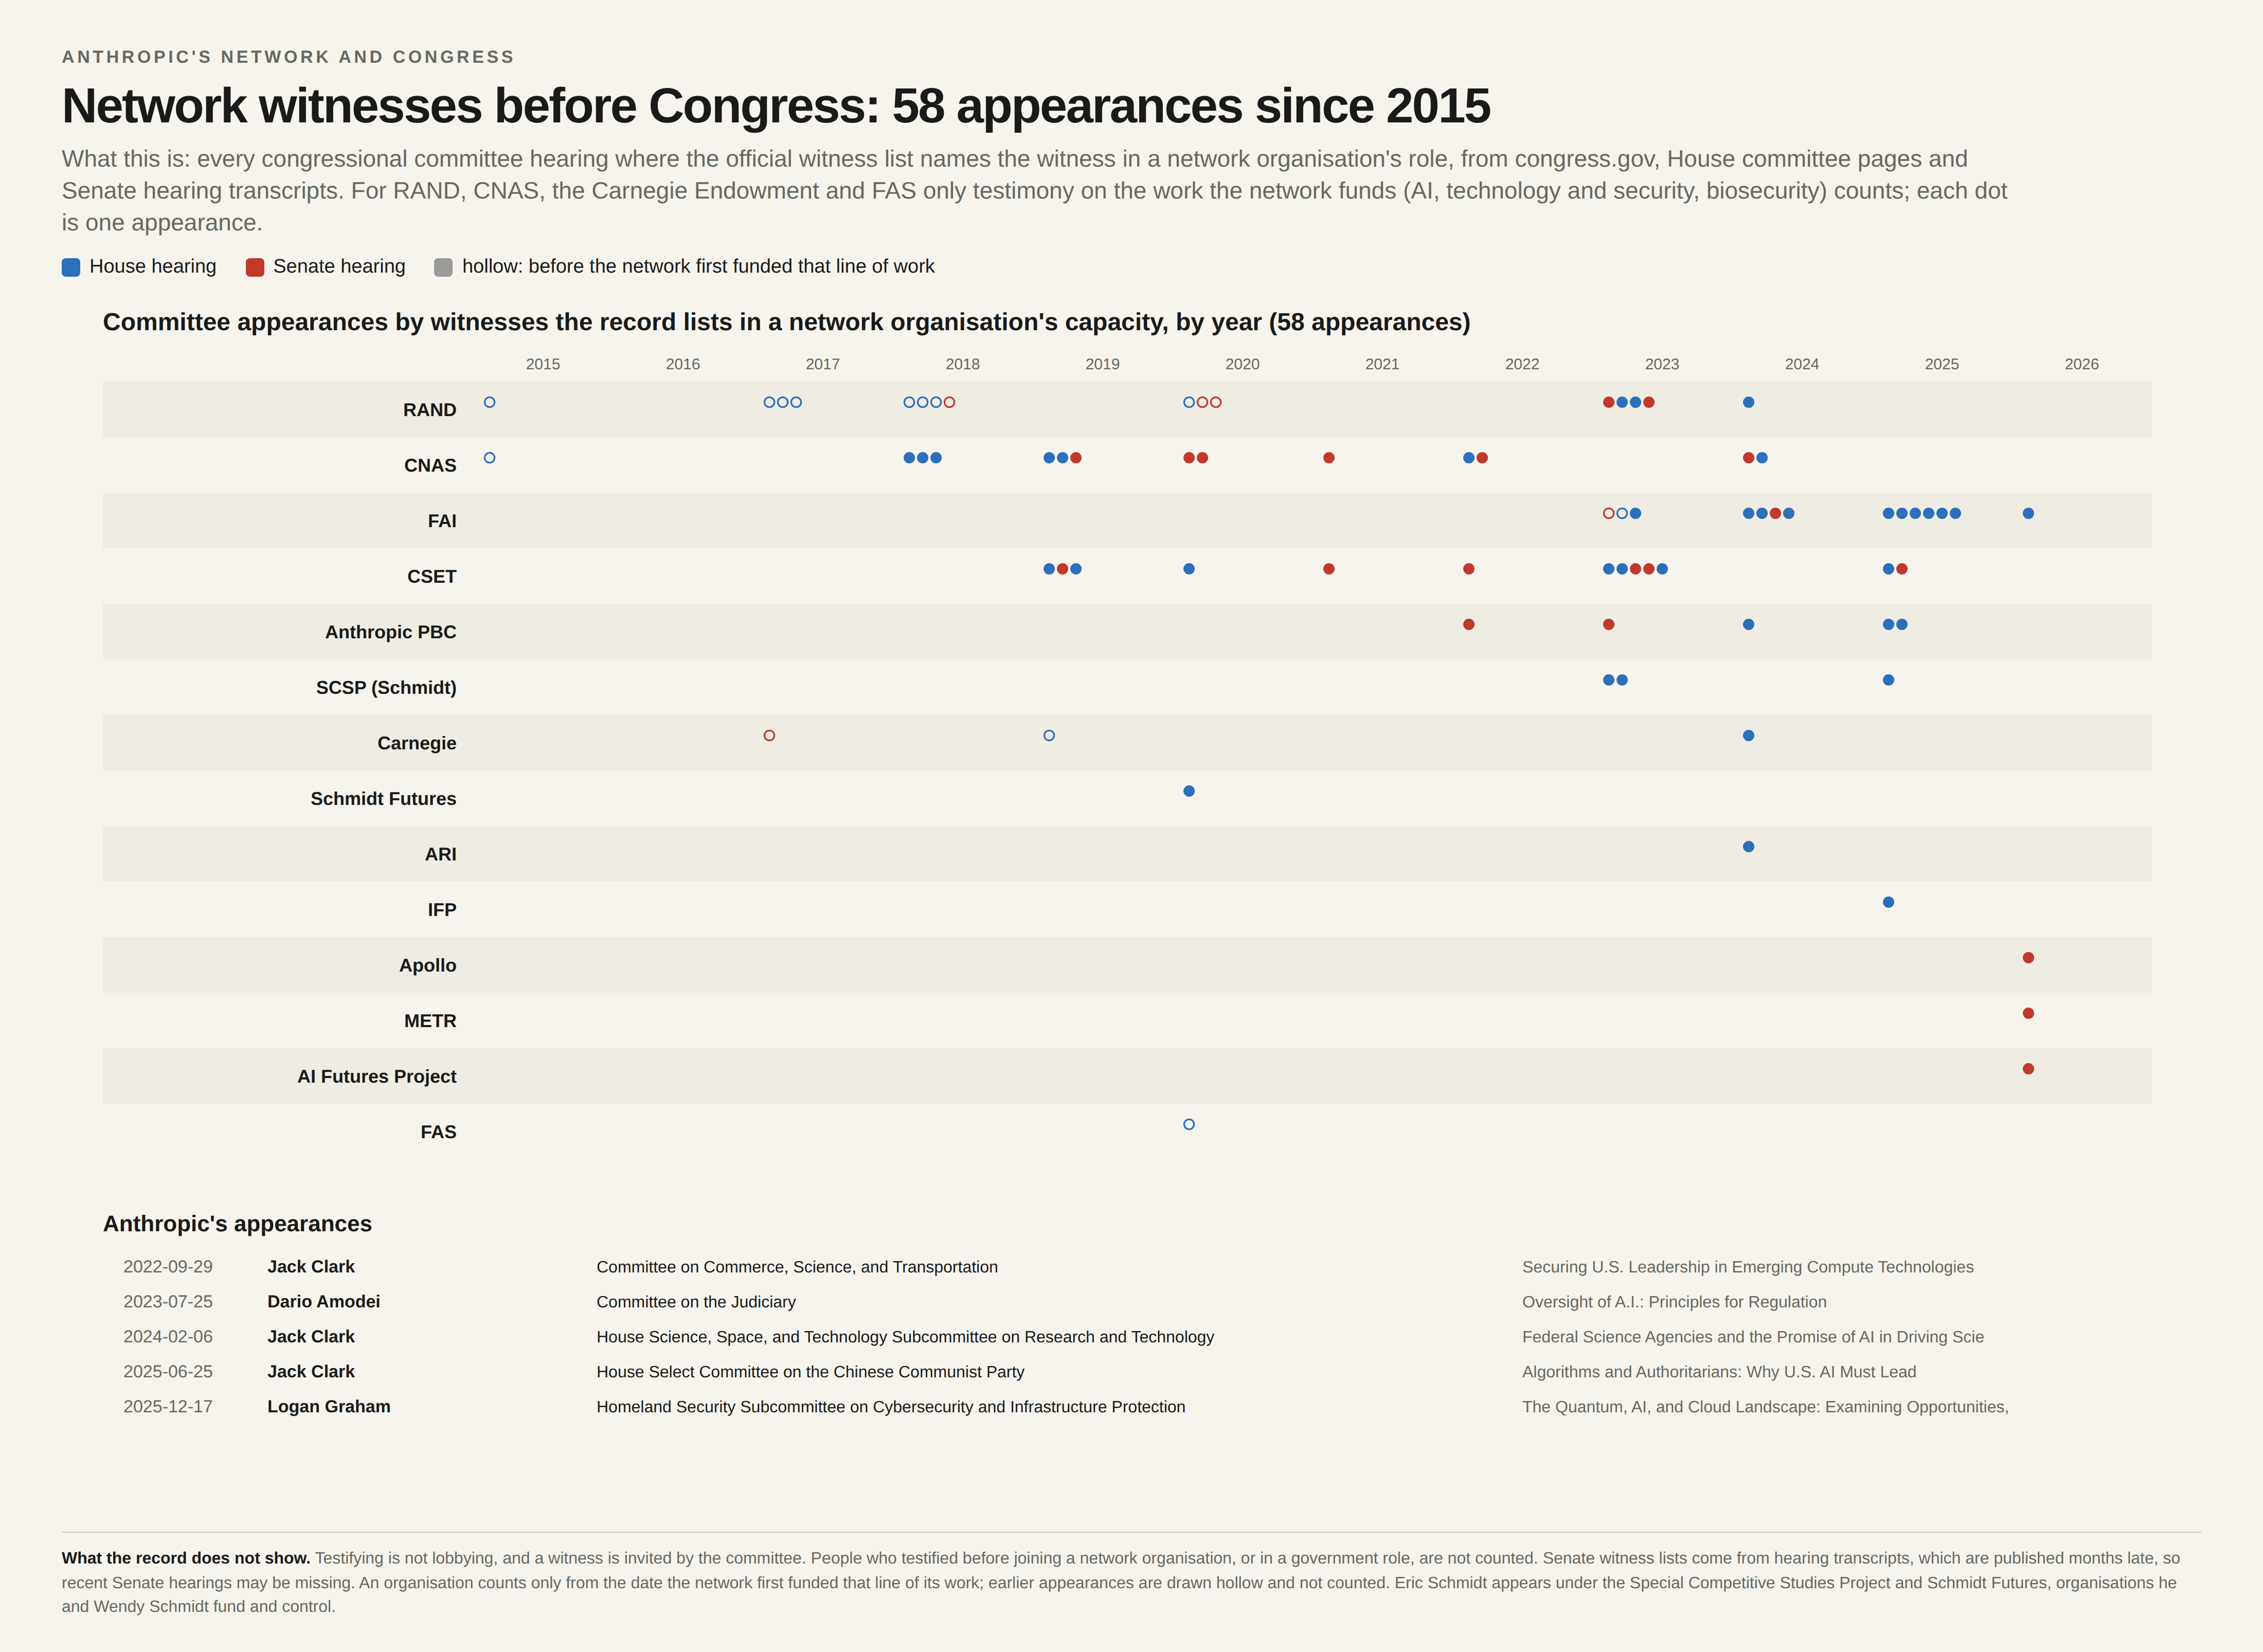 ANTHROPIC'S NETWORK AND CONGRESS
Network witnesses before Congress: 58 appearances since 2015
What this is: every congressional committee hearing where the official witness list names the witness in a network organisation's role, from congress.gov, House committee pages and
Senate hearing transcripts. For RAND, CNAS, the Carnegie Endowment and FAS only testimony on the work the network funds (AI, technology and security, biosecurity) counts; each dot
is one appearance.
House hearing Senate hearing hollow: before the network first funded that line of work
Committee appearances by witnesses the record lists in a network organisation's capacity, by year (58 appearances)
2015 2016 2017 2018 2019 2020 2021 2022 2023 2024 2025 2026
RAND
CNAS
FAI
CSET
Anthropic PBC
SCSP (Schmidt)
Carnegie
Schmidt Futures
ARI
IFP
Apollo
METR
AI Futures Project
FAS
Anthropic's appearances
2022-09-29 Jack Clark Committee on Commerce, Science, and Transportation Securing U.S. Leadership in Emerging Compute Technologies
2023-07-25 Dario Amodei Committee on the Judiciary Oversight of A.I.: Principles for Regulation
2024-02-06 Jack Clark House Science, Space, and Technology Subcommittee on Research and Technology Federal Science Agencies and the Promise of AI in Driving Scie
2025-06-25 Jack Clark House Select Committee on the Chinese Communist Party Algorithms and Authoritarians: Why U.S. AI Must Lead
2025-12-17 Logan Graham Homeland Security Subcommittee on Cybersecurity and Infrastructure Protection The Quantum, AI, and Cloud Landscape: Examining Opportunities,
What the record does not show. Testifying is not lobbying, and a witness is invited by the committee. People who testified before joining a network organisation, or in a government role, are not counted. Senate witness lists come from hearing transcripts, which are published months late, so
recent Senate hearings may be missing. An organisation counts only from the date the network first funded that line of its work; earlier appearances are drawn hollow and not counted. Eric Schmidt appears under the Special Competitive Studies Project and Schmidt Futures, organisations he
and Wendy Schmidt fund and control.